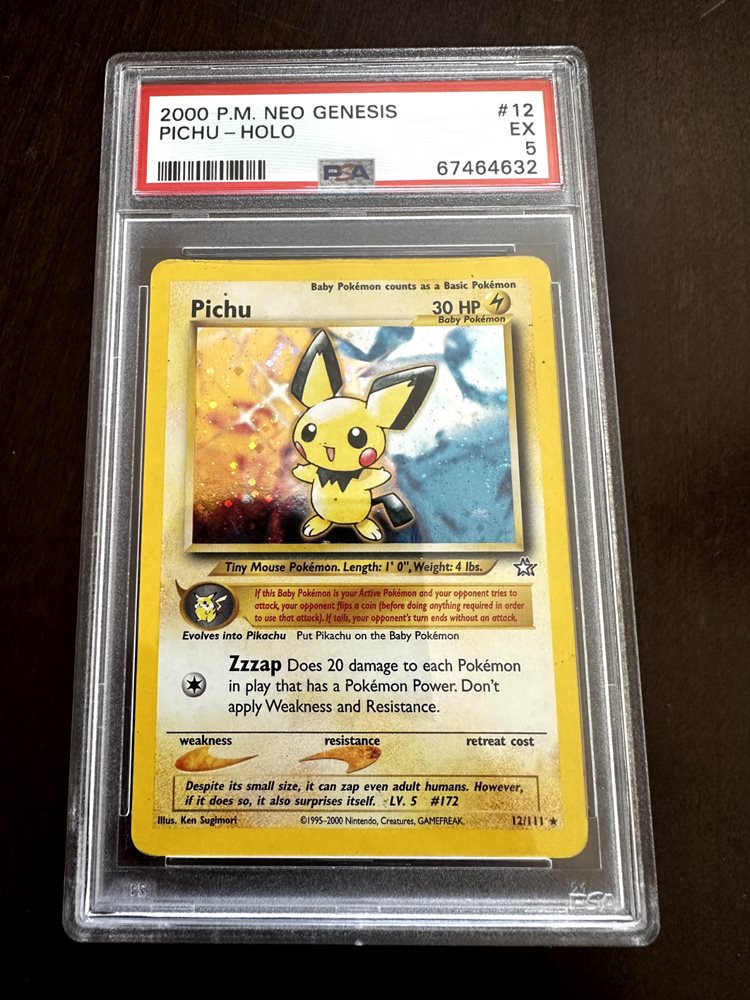 2000 P.M. NEO GENESIS #12
PICHU – HOLO EX
5
PSA 67464632
Baby Pokémon counts as a Basic Pokémon
Pichu 30 HP
Baby Pokémon
Tiny Mouse Pokémon. Length: 1' 0", Weight: 4 lbs.
If this Baby Pokémon is your Active Pokémon and your opponent tries to
attack, your opponent flips a coin (before doing anything required in order
to use that attack). If tails, your opponent's turn ends without an attack.
Evolves into Pikachu Put Pikachu on the Baby Pokémon
Zzzap Does 20 damage to each Pokémon
in play that has a Pokémon Power. Don't
apply Weakness and Resistance.
weakness resistance retreat cost
Despite its small size, it can zap even adult humans. However,
if it does so, it also surprises itself. LV. 5 #172
Illus. Ken Sugimori ©1995–2000 Nintendo, Creatures, GAMEFREAK. 12/111 ★